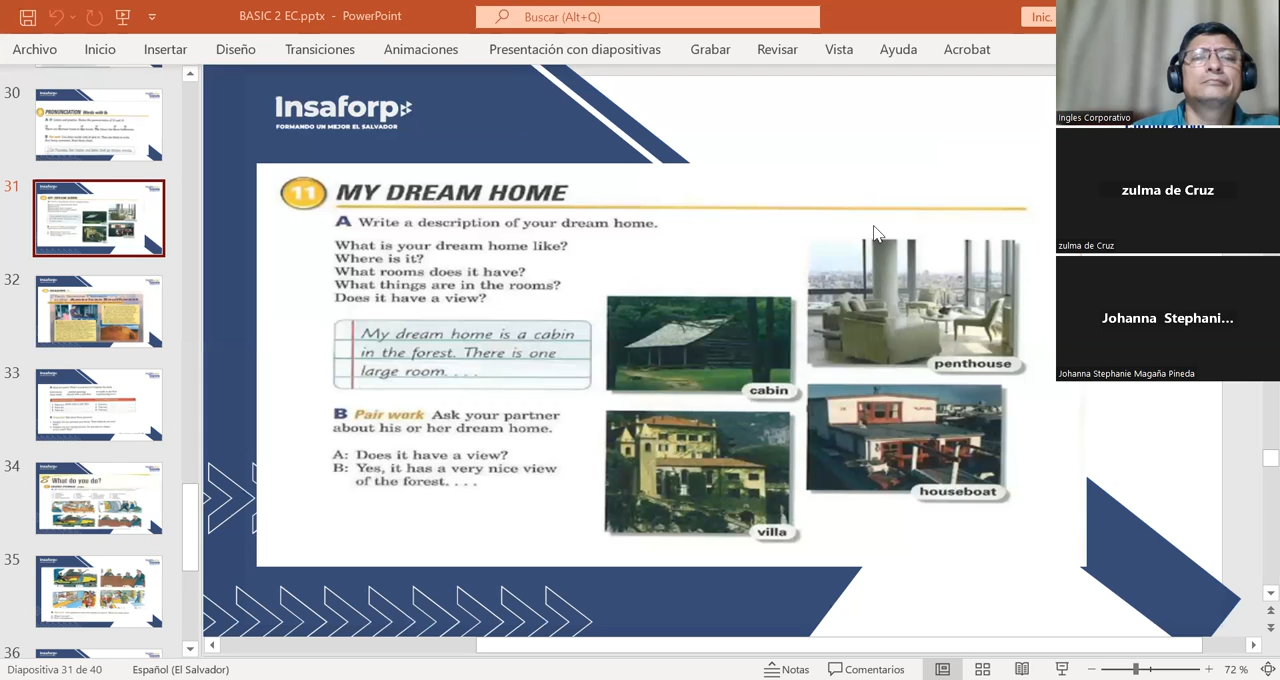 BASIC 2 EC.pptx - PowerPoint
Buscar (Alt+Q)
Inic.
Archivo Inicio Insertar Diseño Transiciones Animaciones Presentación con diapositivas Grabar Revisar Vista Ayuda Acrobat
30
31
32
33
34
35
36
PRONUNCIATION
What do you do?
Insaforp
FORMANDO UN MEJOR EL SALVADOR
11 MY DREAM HOME
A Write a description of your dream home.
What is your dream home like?
Where is it?
What rooms does it have?
What things are in the rooms?
Does it have a view?
My dream home is a cabin
in the forest. There is one
large room. . . .
B Pair work Ask your partner
about his or her dream home.
A: Does it have a view?
B: Yes, it has a very nice view
of the forest. . . .
cabin
penthouse
villa
houseboat
Ingles Corporativo
zulma de Cruz
zulma de Cruz
Johanna Stephani...
Johanna Stephanie Magaña Pineda
Diapositiva 31 de 40
Español (El Salvador)
Notas
Comentarios
72 %